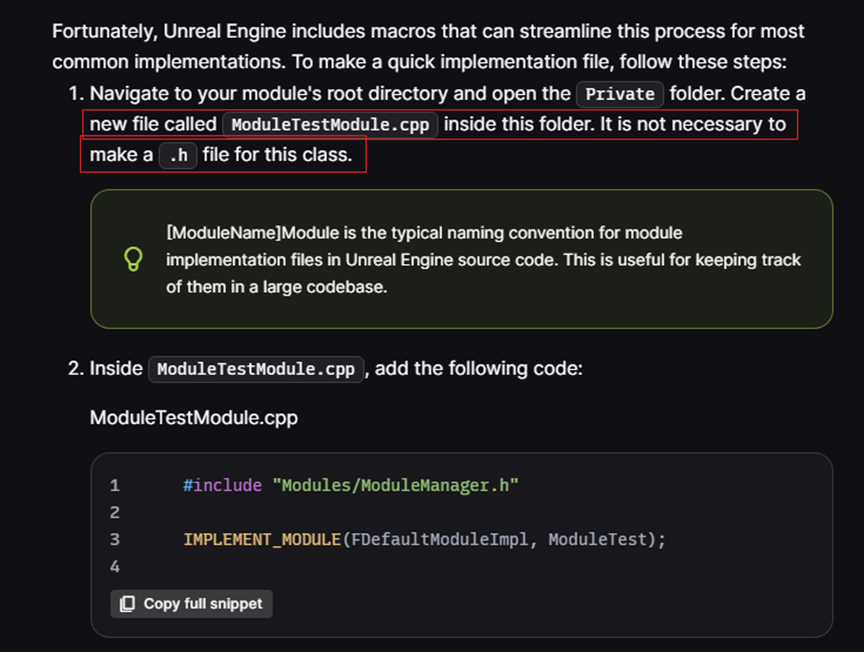 Fortunately, Unreal Engine includes macros that can streamline this process for most
common implementations. To make a quick implementation file, follow these steps:
1. Navigate to your module's root directory and open the Private folder. Create a
new file called ModuleTestModule.cpp inside this folder. It is not necessary to
make a .h file for this class.
[ModuleName]Module is the typical naming convention for module
implementation files in Unreal Engine source code. This is useful for keeping track
of them in a large codebase.
2. Inside ModuleTestModule.cpp, add the following code:
ModuleTestModule.cpp
1 #include "Modules/ModuleManager.h"
2
3 IMPLEMENT_MODULE(FDefaultModuleImpl, ModuleTest);
4
Copy full snippet